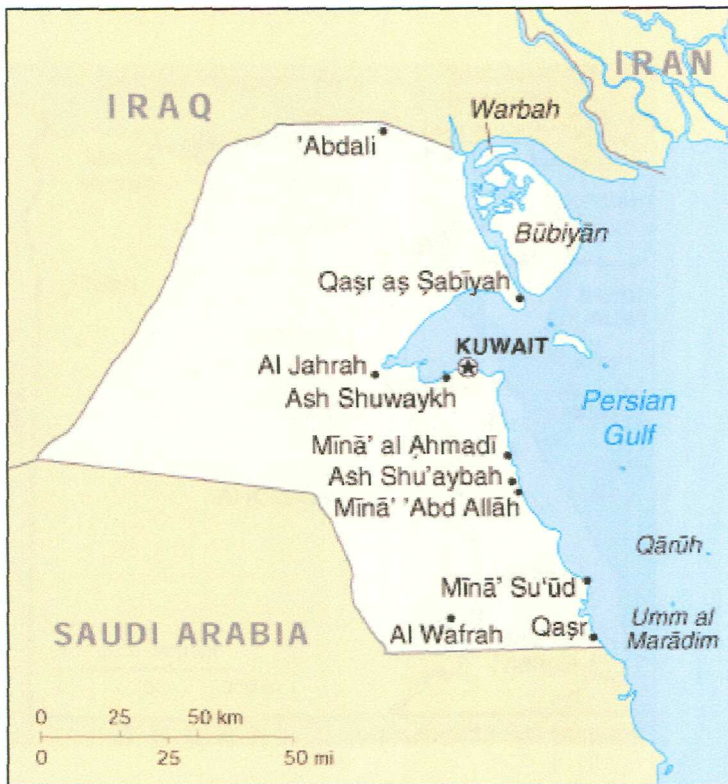 IRAN
IRAQ
Warbah
'Abdali
Būbiyān
Qaşr aş Şabīyah
KUWAIT
Al Jahrah
Ash Shuwaykh
Persian
Gulf
Mīnā' al Aḩmadī
Ash Shu'aybah
Mīnā' 'Abd Allāh
Qārūh
Mīnā' Su'ūd
Umm al
Marādim
Al Wafrah
Qaşr
SAUDI ARABIA
0 25 50 km
0 25 50 mi